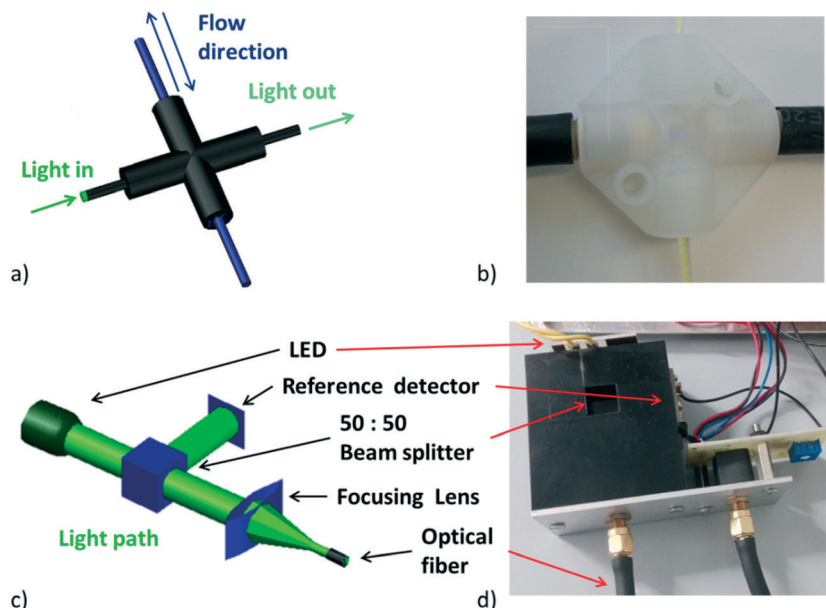 Flow
direction
Light out
Light in
a)
E20
b)
LED
Reference detector
50 : 50
Beam splitter
Focusing Lens
Light path
Optical
fiber
c)
d)